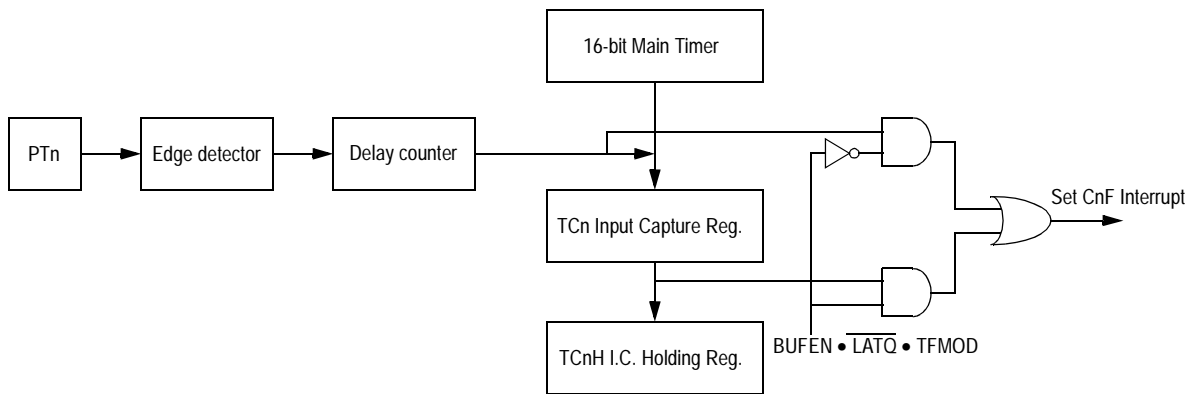 16-bit Main Timer
PTn
Edge detector
Delay counter
TCn Input Capture Reg.
Set CnF Interrupt
TCnH I.C. Holding Reg.
BUFEN • L̅A̅T̅Q̅ • TFMOD